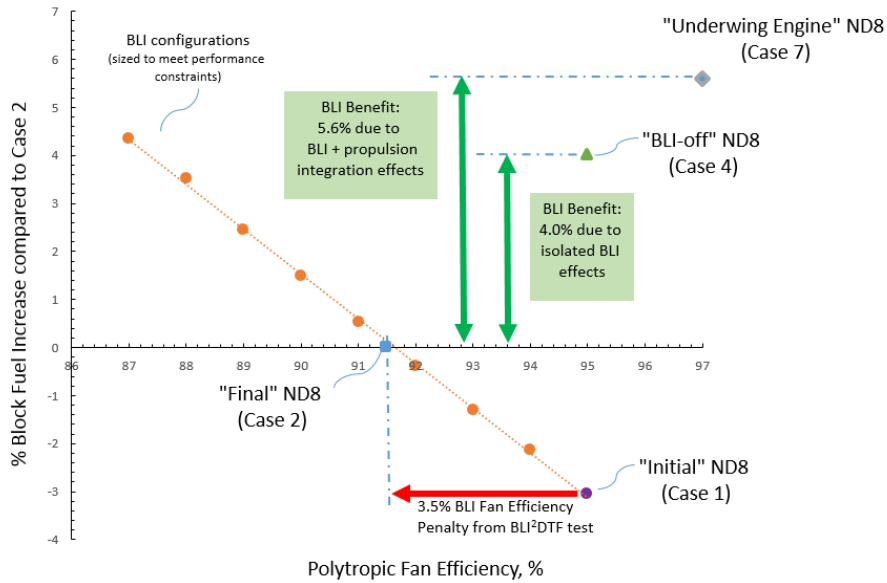 % Block Fuel Increase compared to Case 2
7
6
5
4
3
2
1
0
-1
-2
-3
-4
BLI configurations
(sized to meet performance
constraints)
BLI Benefit:
5.6% due to
BLI + propulsion
integration effects
"Underwing Engine" ND8
(Case 7)
"BLI-off" ND8
(Case 4)
BLI Benefit:
4.0% due to
isolated BLI
effects
86 87 88 89 90 91 92 93 94 95 96 97
"Final" ND8
(Case 2)
"Initial" ND8
(Case 1)
3.5% BLI Fan Efficiency
Penalty from BLI²DTF test
Polytropic Fan Efficiency, %